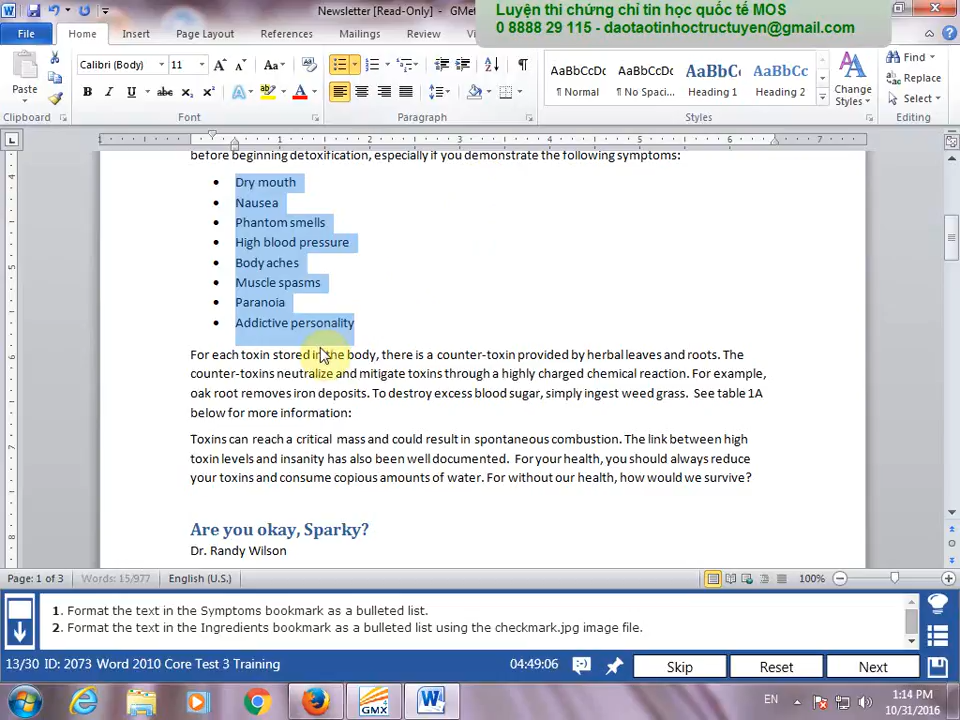 Luyện thi chứng chỉ tin học quốc tế MOS
0 8888 29 115 - daotaotinhoctructuyen@gmail.com
Newsletter [Read-Only]
File Home Insert Page Layout References Mailings Review
Calibri (Body) 11
Paste
Clipboard Font Paragraph Styles Editing
AaBbCcDc AaBbCcDc AaBbCc AaBbCc
¶ Normal ¶ No Spaci... Heading 1 Heading 2
Change Styles
Find
Replace
Select
before beginning detoxification, especially if you demonstrate the following symptoms:
• Dry mouth
• Nausea
• Phantom smells
• High blood pressure
• Body aches
• Muscle spasms
• Paranoia
• Addictive personality
For each toxin stored in the body, there is a counter-toxin provided by herbal leaves and roots. The
counter-toxins neutralize and mitigate toxins through a highly charged chemical reaction. For example,
oak root removes iron deposits. To destroy excess blood sugar, simply ingest weed grass. See table 1A
below for more information:
Toxins can reach a critical mass and could result in spontaneous combustion. The link between high
toxin levels and insanity has also been well documented. For your health, you should always reduce
your toxins and consume copious amounts of water. For without our health, how would we survive?
Are you okay, Sparky?
Dr. Randy Wilson
Page: 1 of 3 Words: 15/977 English (U.S.) 100%
1. Format the text in the Symptoms bookmark as a bulleted list.
2. Format the text in the Ingredients bookmark as a bulleted list using the checkmark.jpg image file.
13/30 ID: 2073 Word 2010 Core Test 3 Training 04:49:06 Skip Reset Next
GMX
EN
1:14 PM
10/31/2016